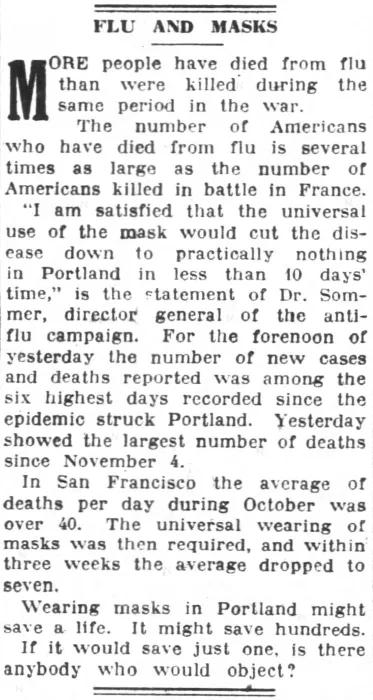 FLU AND MASKS
MORE people have died from flu
than were killed during the
same period in the war.
The number of Americans
who have died from flu is several
times as large as the number of
Americans killed in battle in France.
"I am satisfied that the universal
use of the mask would cut the dis-
ease down to practically nothing
in Portland in less than 10 days'
time," is the statement of Dr. Som-
mer, director general of the anti-
flu campaign. For the forenoon of
yesterday the number of new cases
and deaths reported was among the
six highest days recorded since the
epidemic struck Portland. Yesterday
showed the largest number of deaths
since November 4.
In San Francisco the average of
deaths per day during October was
over 40. The universal wearing of
masks was then required, and within
three weeks the average dropped to
seven.
Wearing masks in Portland might
save a life. It might save hundreds.
If it would save just one, is there
anybody who would object?